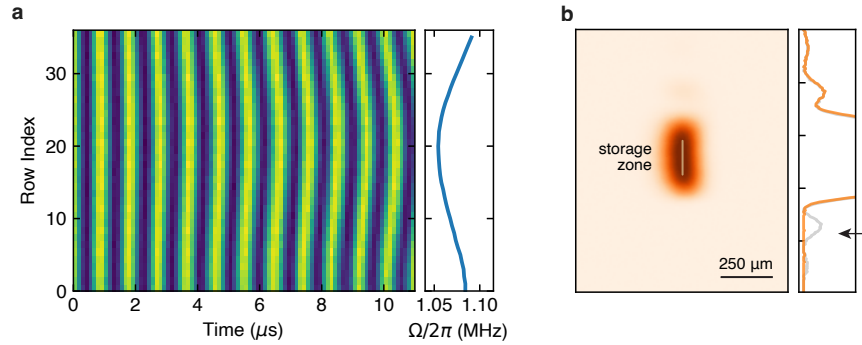 a
30
20
10
0
Row Index
0
2
4
6
8
10
Time (μs)
1.05 1.10
Ω/2π (MHz)
b
storage
zone
250 μm